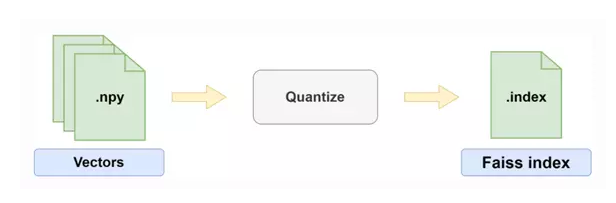 .npy
Quantize
.index
Vectors
Faiss index